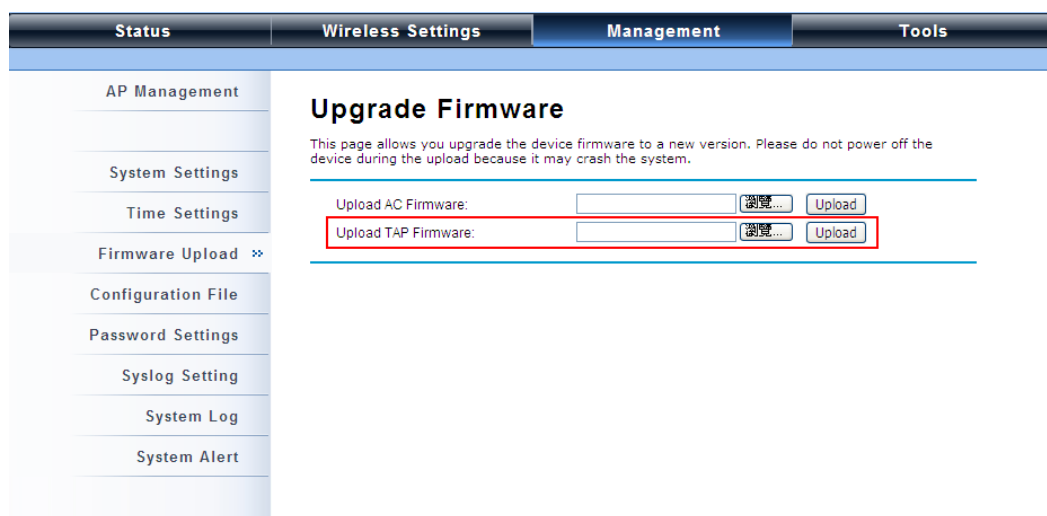 Status Wireless Settings Management Tools
AP Management
System Settings
Time Settings
Firmware Upload »
Configuration File
Password Settings
Syslog Setting
System Log
System Alert
Upgrade Firmware
This page allows you upgrade the device firmware to a new version. Please do not power off the
device during the upload because it may crash the system.
Upload AC Firmware: 瀏覽... Upload
Upload TAP Firmware: 瀏覽... Upload